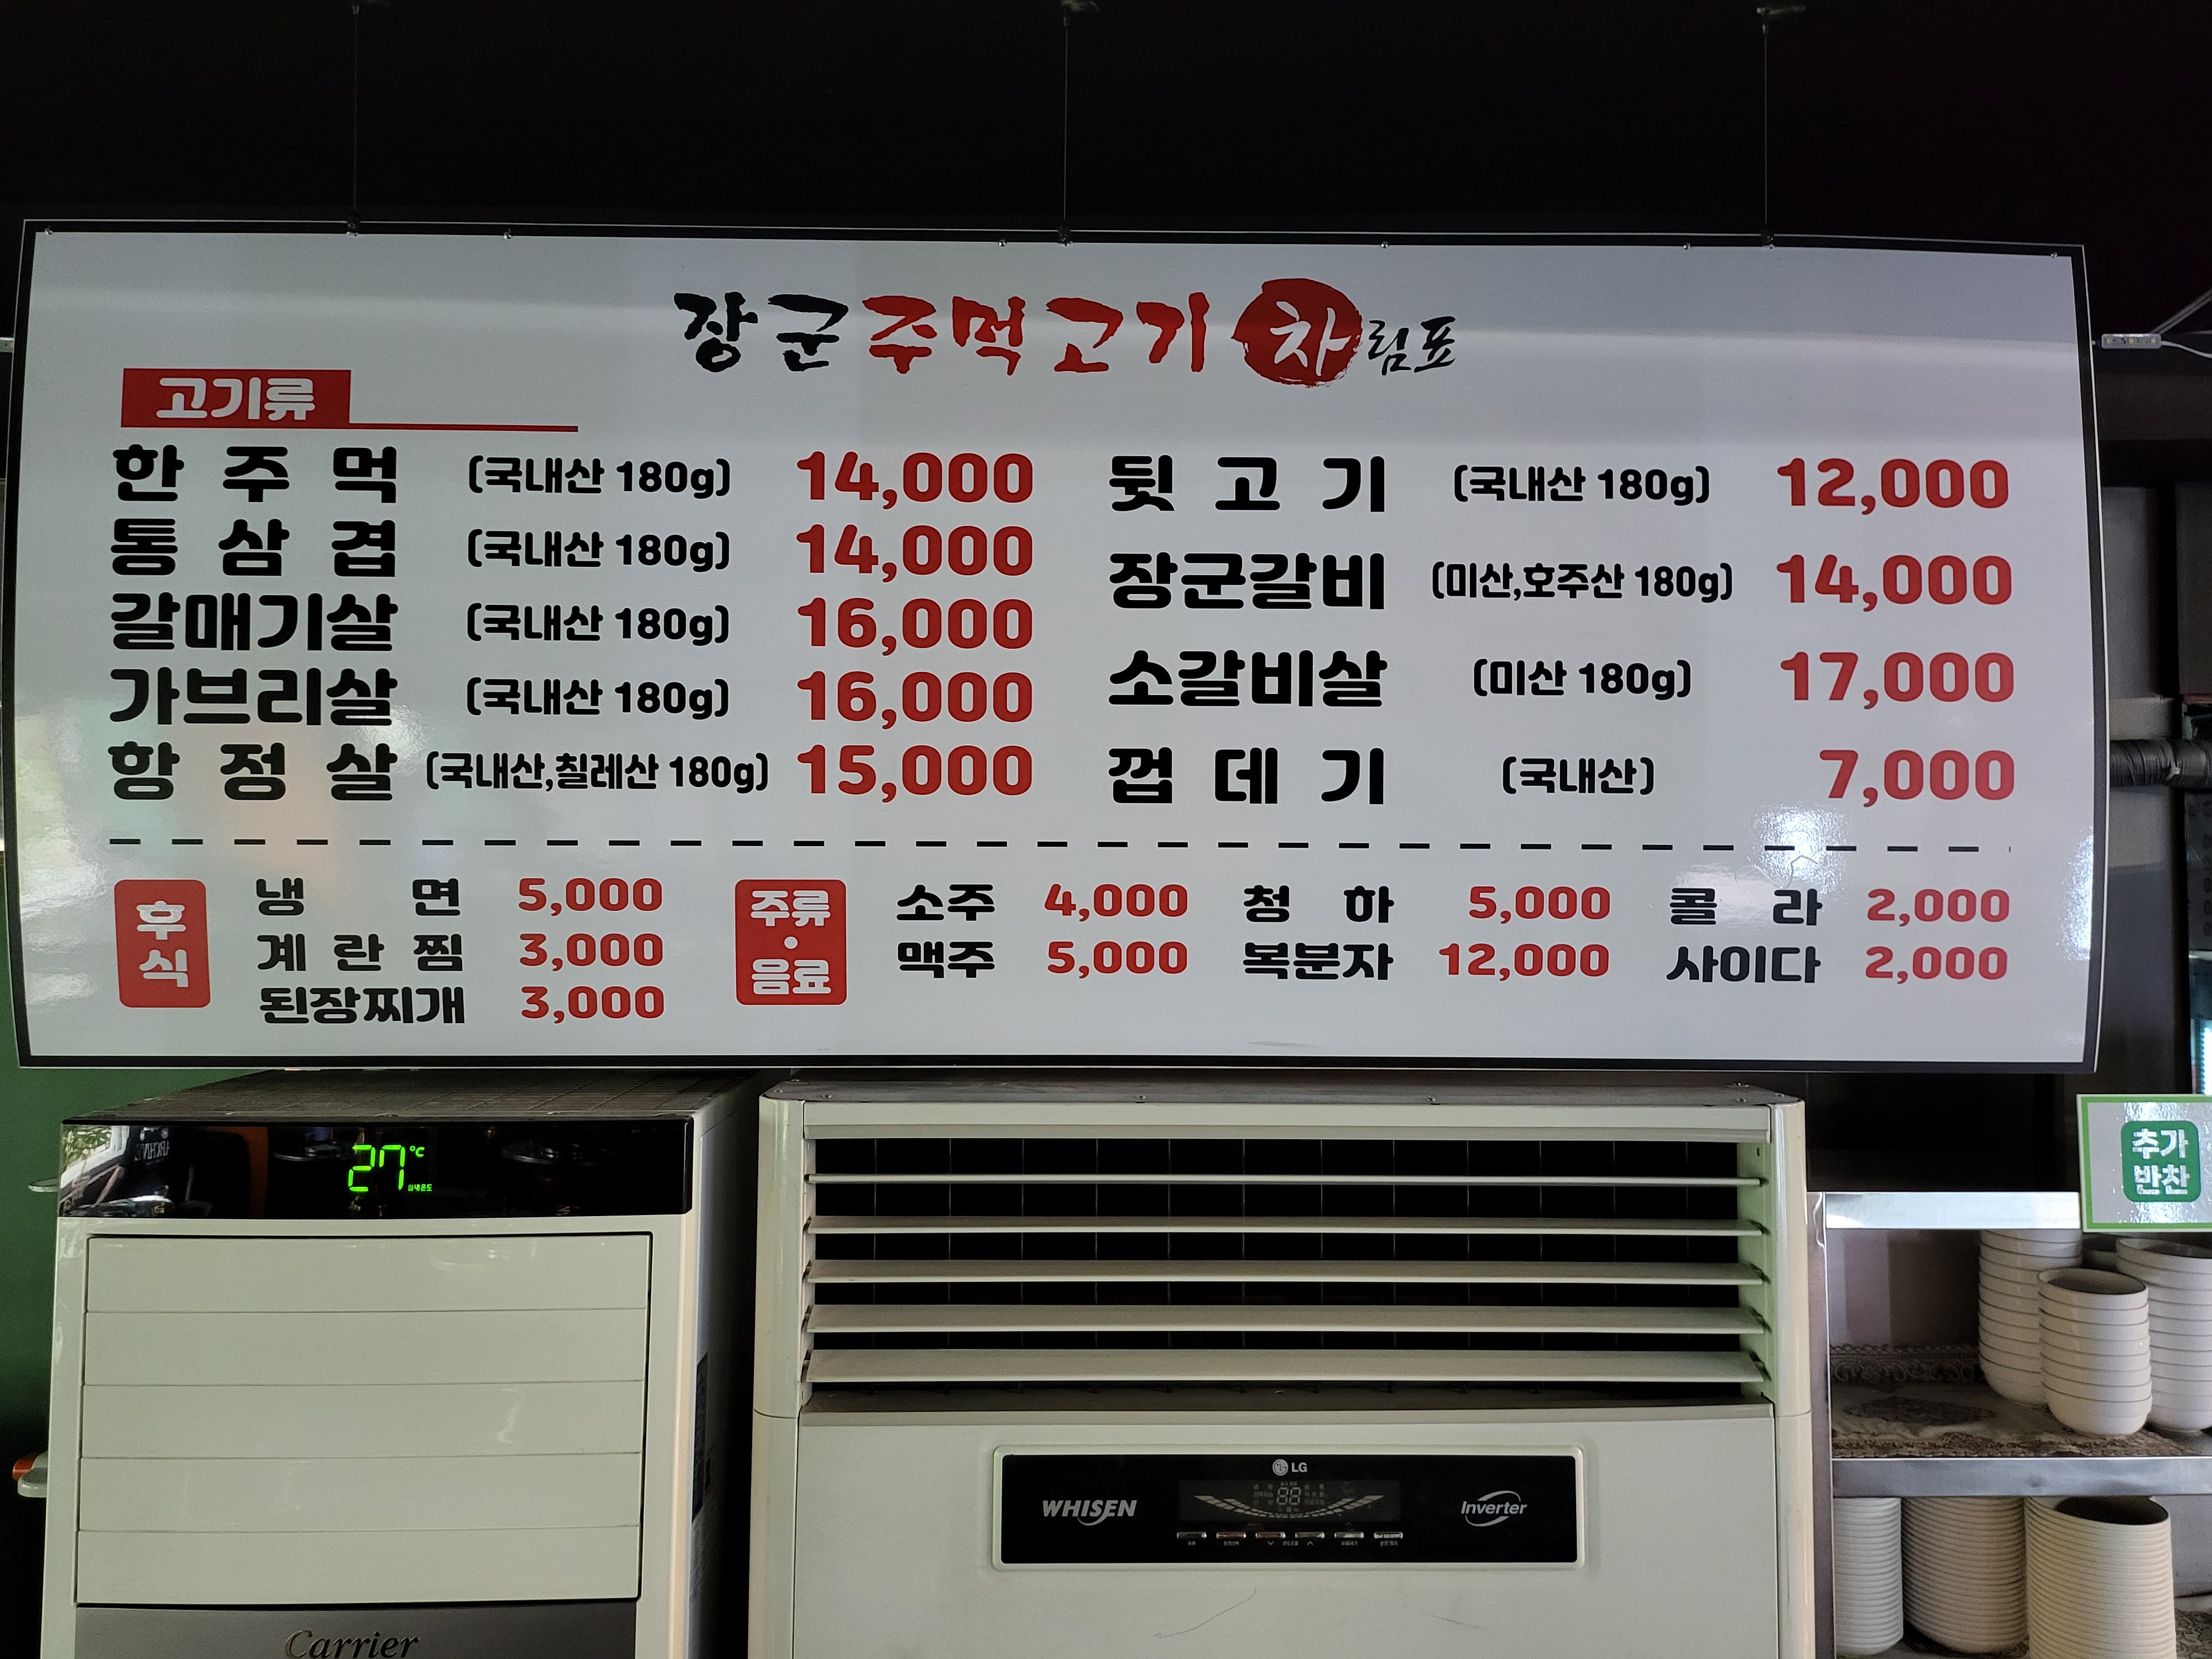 장군주먹고기 차림표
고기류
한주먹 (국내산 180g) 14,000
통삼겹 (국내산 180g) 14,000
갈매기살 (국내산 180g) 16,000
가브리살 (국내산 180g) 16,000
항정살 (국내산,칠레산 180g) 15,000
뒷고기 (국내산 180g) 12,000
장군갈비 (미산,호주산 180g) 14,000
소갈비살 (미산 180g) 17,000
껍데기 (국내산) 7,000
후식
냉면 5,000
계란찜 3,000
된장찌개 3,000
주류·음료
소주 4,000 청하 5,000 콜라 2,000
맥주 5,000 복분자 12,000 사이다 2,000
27℃
실내온도
추가
반찬
LG
WHISEN
88
Inverter
Carrier